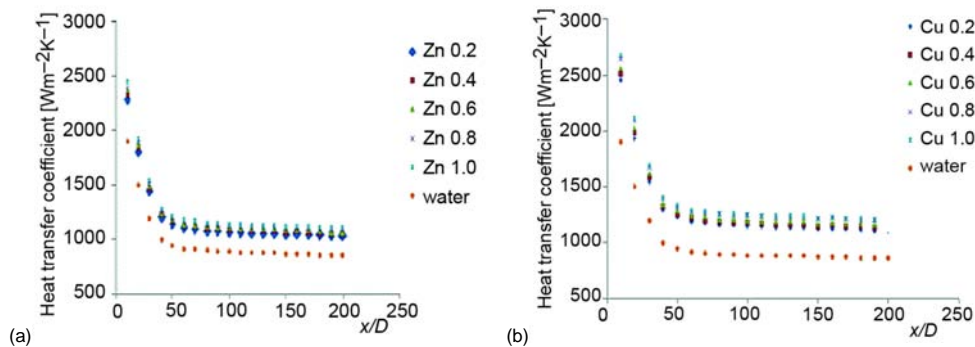 (a)
Heat transfer coefficient [Wm−2K−1]
3000
2500
2000
1500
1000
500
0
50
100
150
200
250
x/D
Zn 0.2
Zn 0.4
Zn 0.6
Zn 0.8
Zn 1.0
water
(b)
Heat transfer coefficient [Wm−2K−1]
3000
2500
2000
1500
1000
500
0
50
100
150
200
250
x/D
Cu 0.2
Cu 0.4
Cu 0.6
Cu 0.8
Cu 1.0
water